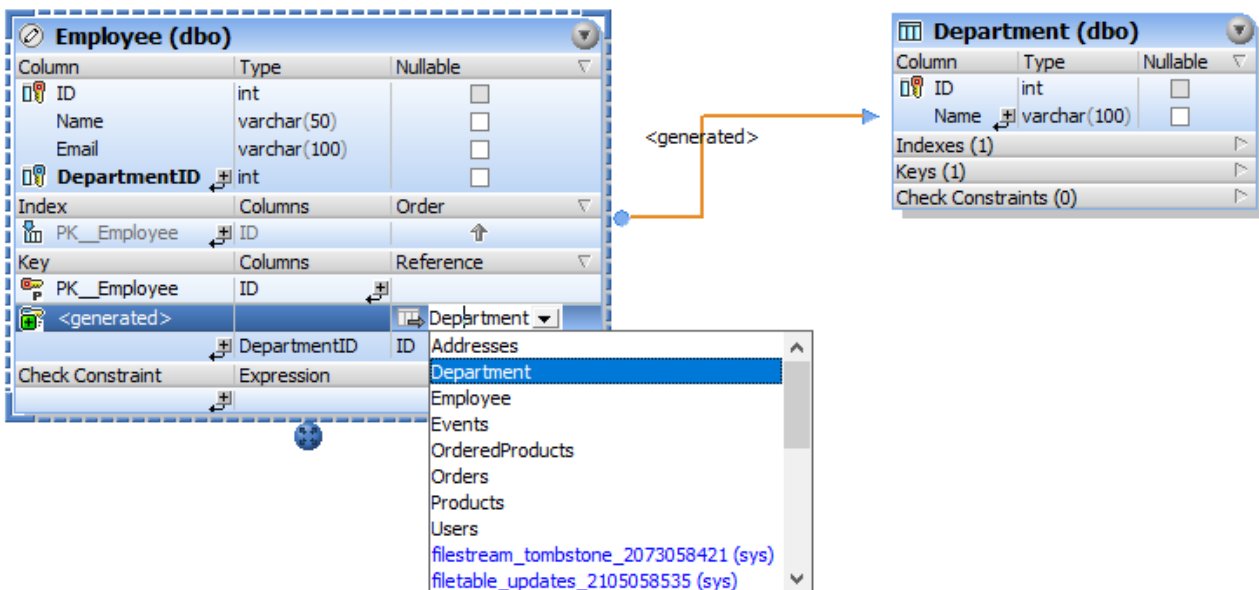 Employee (dbo)
Column Type Nullable
ID int
Name varchar(50)
Email varchar(100)
DepartmentID int
Index Columns Order
PK__Employee ID
Key Columns Reference
P PK__Employee ID
<generated> Department
DepartmentID ID
Check Constraint Expression
Addresses
Department
Employee
Events
OrderedProducts
Orders
Products
Users
filestream_tombstone_2073058421 (sys)
filetable_updates_2105058535 (sys)
<generated>
Department (dbo)
Column Type Nullable
ID int
Name varchar(100)
Indexes (1)
Keys (1)
Check Constraints (0)